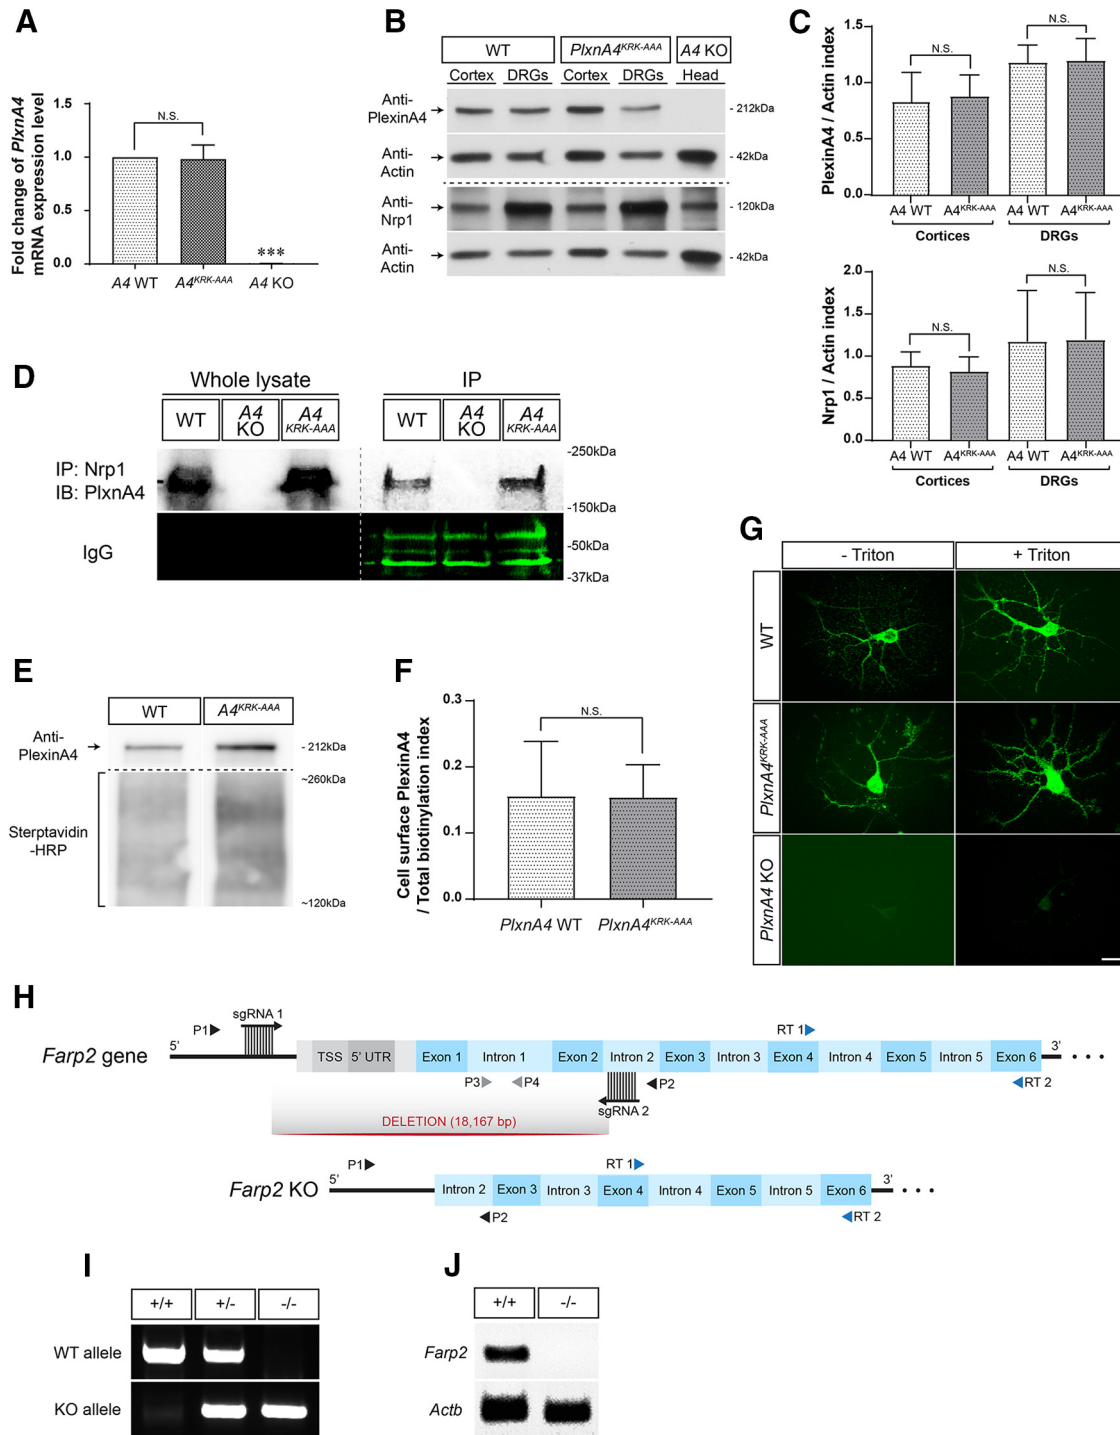 A
Fold change of PlxnA4
mRNA expression level
1.5
1.0
0.5
0.0
N.S.
***
A4 WT
A4KRK-AAA
A4 KO
B
WT
PlxnA4KRK-AAA
A4 KO
Cortex
DRGs
Cortex
DRGs
Head
Anti-
PlexinA4
- 212kDa
Anti-
Actin
- 42kDa
Anti-
Nrp1
- 120kDa
Anti-
Actin
- 42kDa
C
PlexinA4 / Actin index
1.5
1.0
0.5
0.0
N.S.
N.S.
A4 WT
A4KRK-AAA
A4 WT
A4KRK-AAA
Cortices
DRGs
Nrp1 / Actin index
2.0
1.5
1.0
0.5
0.0
N.S.
N.S.
A4 WT
A4KRK-AAA
A4 WT
A4KRK-AAA
Cortices
DRGs
D
Whole lysate
IP
WT
A4
KO
A4
KRK-AAA
WT
A4
KO
A4
KRK-AAA
IP: Nrp1
IB: PlxnA4
-250kDa
-150kDa
IgG
-50kDa
-37kDa
E
WT
A4KRK-AAA
Anti-
PlexinA4
- 212kDa
~260kDa
Sterptavidin
-HRP
~120kDa
F
Cell surface PlexinA4
/ Total biotinylation index
0.3
0.2
0.1
0.0
N.S.
PlxnA4 WT
PlxnA4KRK-AAA
G
- Triton
+ Triton
WT
PlxnA4KRK-AAA
PlxnA4 KO
H
P1
sgRNA 1
RT 1
5'
3'
Farp2 gene
TSS
5' UTR
Exon 1
Intron 1
Exon 2
Intron 2
Exon 3
Intron 3
Exon 4
Intron 4
Exon 5
Intron 5
Exon 6
P3
P4
P2
RT 2
sgRNA 2
DELETION (18,167 bp)
P1
RT 1
5'
3'
Farp2 KO
Intron 2
Exon 3
Intron 3
Exon 4
Intron 4
Exon 5
Intron 5
Exon 6
P2
RT 2
I
+/+
+/-
-/-
WT allele
KO allele
J
+/+
-/-
Farp2
Actb